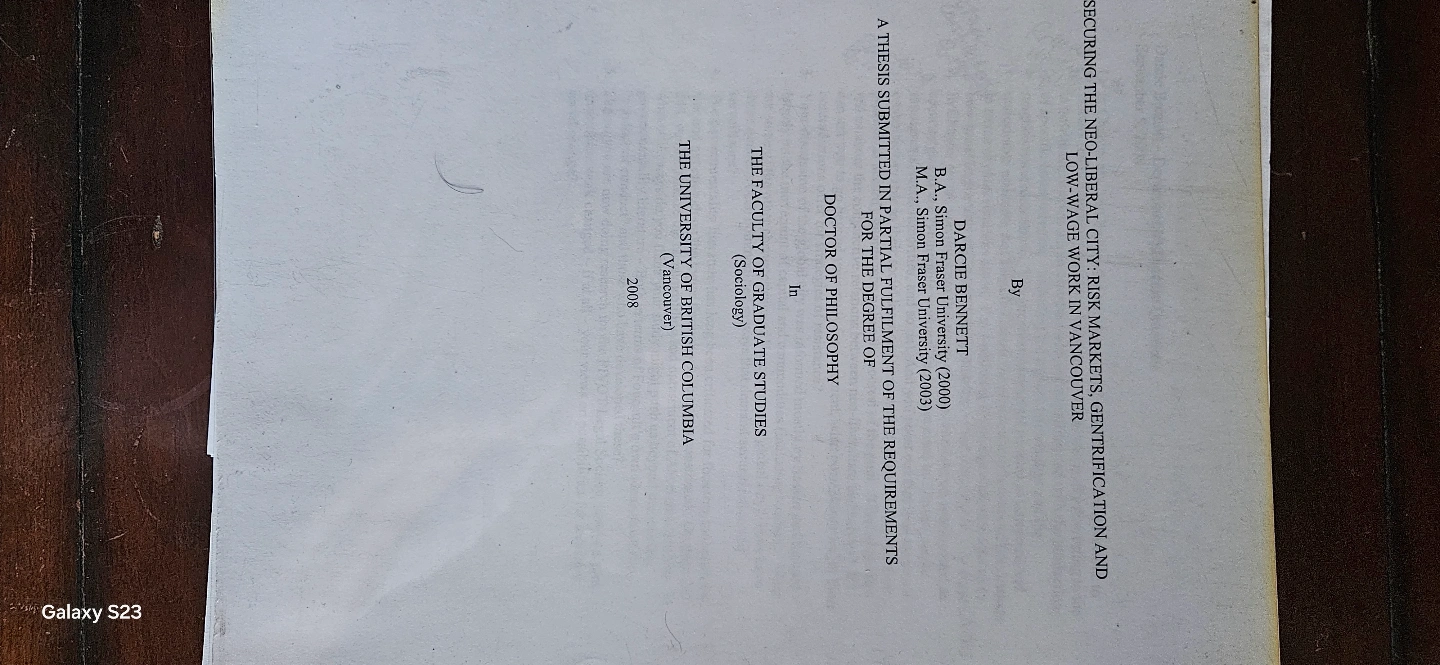 SECURING THE NEO-LIBERAL CITY: RISK MARKETS, GENTRIFICATION AND
LOW-WAGE WORK IN VANCOUVER
By
DARCIE BENNETT
B.A., Simon Fraser University (2000)
M.A., Simon Fraser University (2003)
A THESIS SUBMITTED IN PARTIAL FULFILMENT OF THE REQUIREMENTS
FOR THE DEGREE OF
DOCTOR OF PHILOSOPHY
In
THE FACULTY OF GRADUATE STUDIES
(Sociology)
THE UNIVERSITY OF BRITISH COLUMBIA
(Vancouver)
2008
Galaxy S23